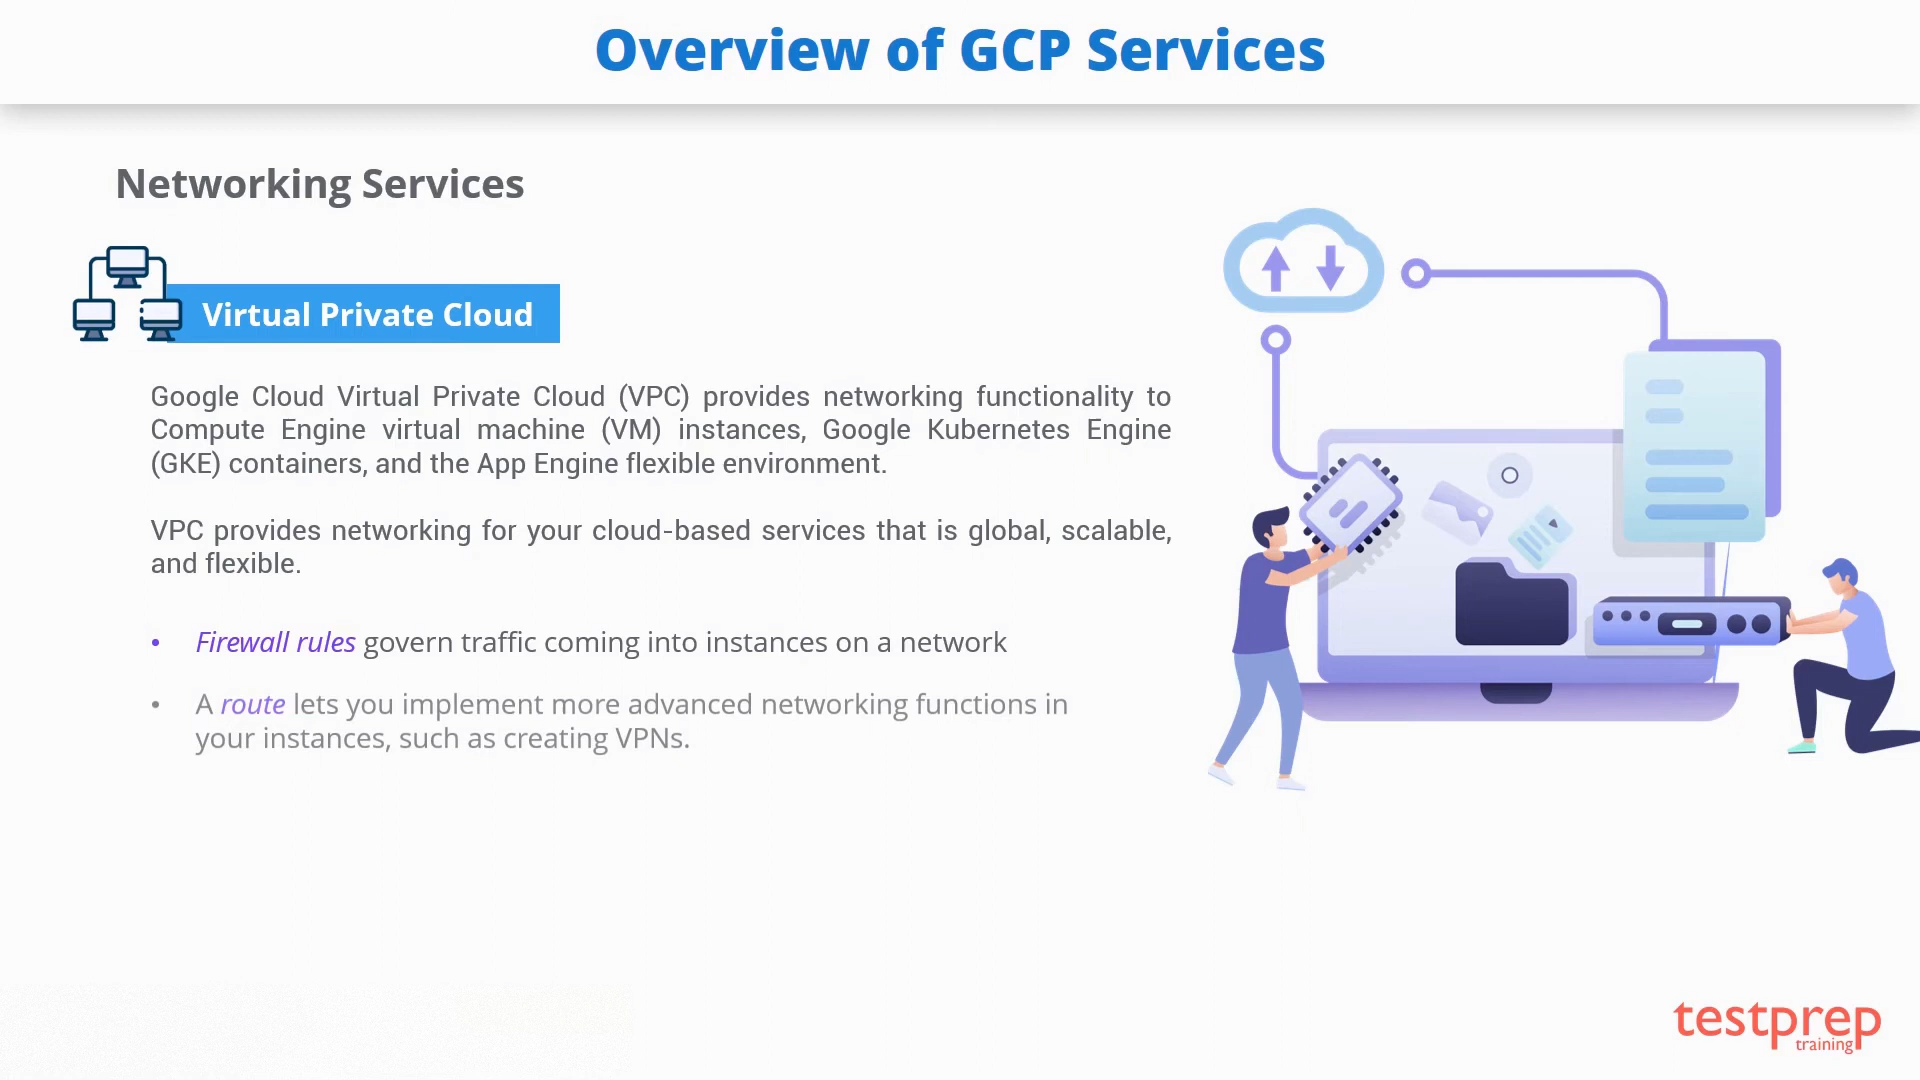 Overview of GCP Services
Networking Services
Virtual Private Cloud
Google Cloud Virtual Private Cloud (VPC) provides networking functionality to
Compute Engine virtual machine (VM) instances, Google Kubernetes Engine
(GKE) containers, and the App Engine flexible environment.
VPC provides networking for your cloud-based services that is global, scalable,
and flexible.
• Firewall rules govern traffic coming into instances on a network
• A route lets you implement more advanced networking functions in
your instances, such as creating VPNs.
testprep
training